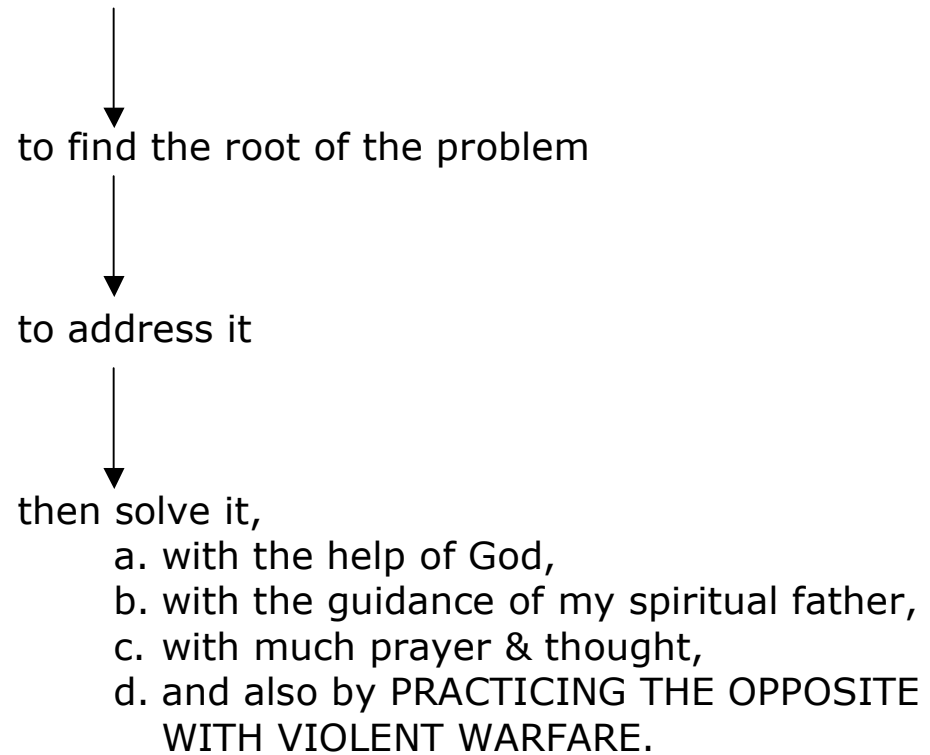 to find the root of the problem
to address it
then solve it,
a. with the help of God,
b. with the guidance of my spiritual father,
c. with much prayer & thought,
d. and also by PRACTICING THE OPPOSITE
WITH VIOLENT WARFARE.